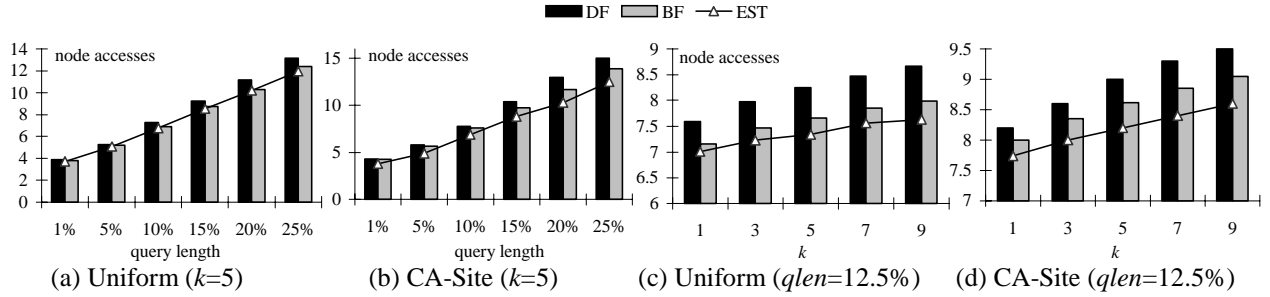 DF BF EST
node accesses
14
12
10
8
6
4
2
0
1% 5% 10% 15% 20% 25%
query length
(a) Uniform (k=5)
node accesses
15
10
5
0
1% 5% 10% 15% 20% 25%
query length
(b) CA-Site (k=5)
node accesses
9
8.5
8
7.5
7
6.5
6
1 3 5 7 9
k
(c) Uniform (qlen=12.5%)
9.5
9
8.5
8
7.5
7
1 3 5 7 9
k
(d) CA-Site (qlen=12.5%)